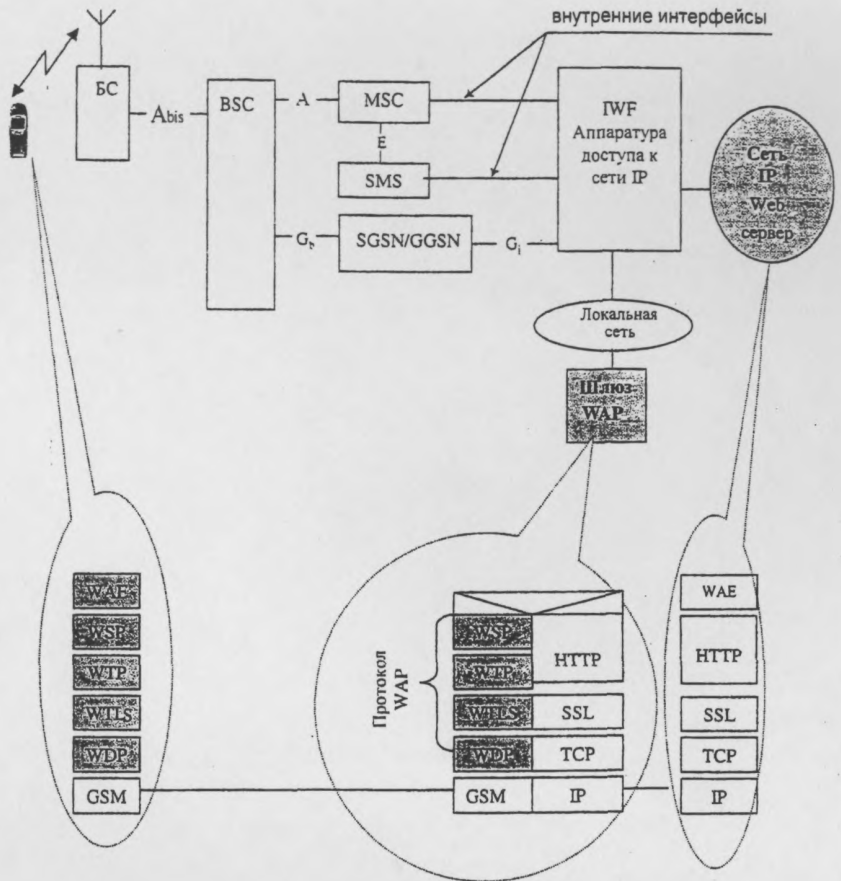 внутренние интерфейсы
БС
Abis
BSC
A
MSC
E
SMS
SGSN/GGSN
Gi
IWF
Аппаратура
доступа к
сети IP
Сеть
IP
Web
сервер
Локальная
сеть
Шлюз
WAP
WAE
WSP
WTP
WTLS
WDP
GSM
Протокол
WAP
WSP
WTP
WTLS
WDP
GSM
HTTP
SSL
TCP
IP
WAE
HTTP
SSL
TCP
IP